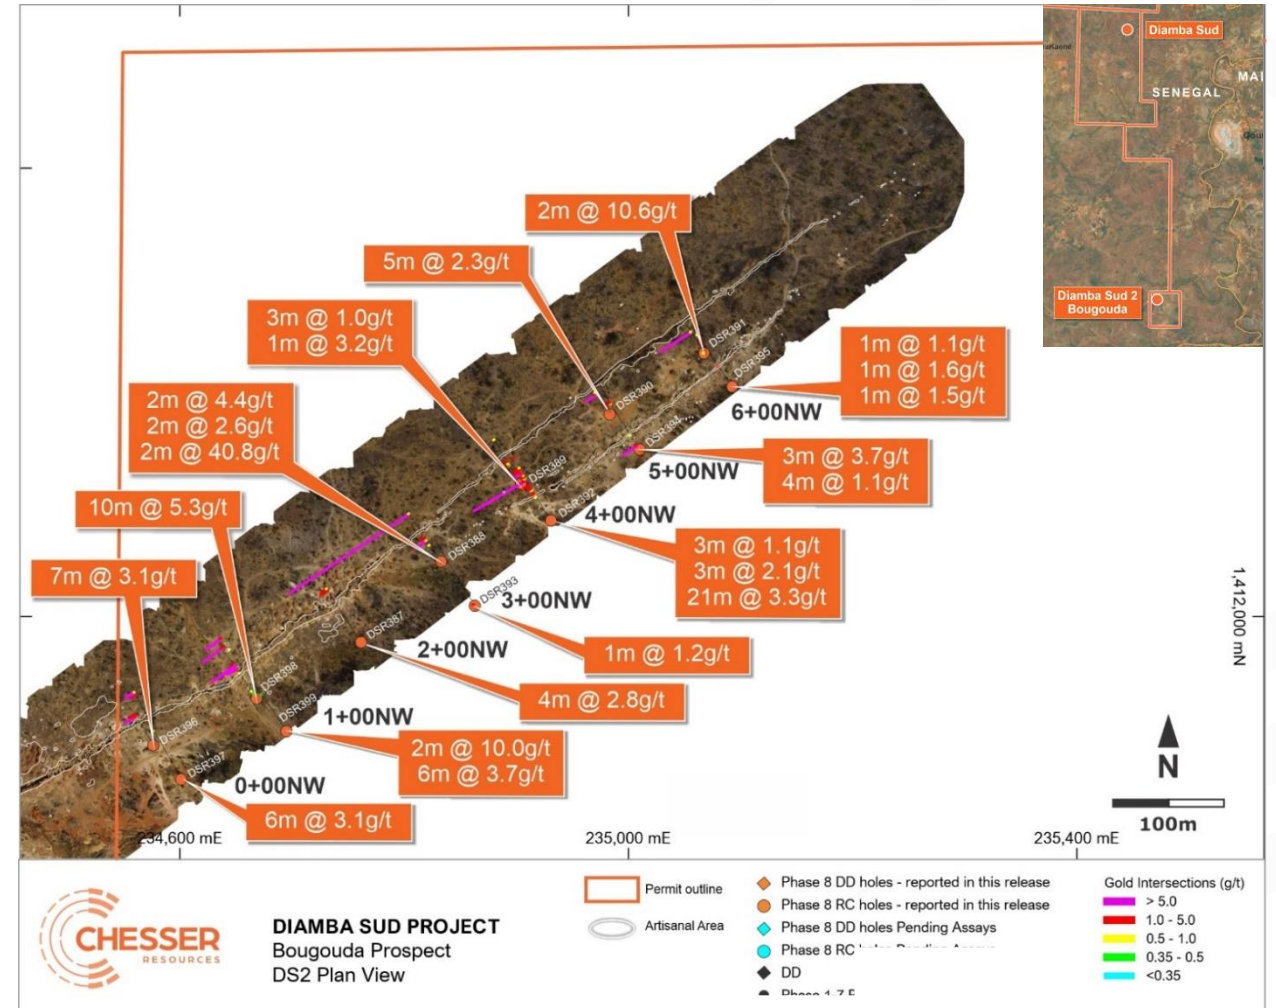 Diamba Sud
MAI
SENEGAL
Diamba Sud 2
Bougouda
2m @ 10.6g/t
5m @ 2.3g/t
3m @ 1.0g/t
1m @ 3.2g/t
2m @ 4.4g/t
2m @ 2.6g/t
2m @ 40.8g/t
10m @ 5.3g/t
7m @ 3.1g/t
1m @ 1.1g/t
1m @ 1.6g/t
1m @ 1.5g/t
3m @ 3.7g/t
4m @ 1.1g/t
3m @ 1.1g/t
3m @ 2.1g/t
21m @ 3.3g/t
1m @ 1.2g/t
4m @ 2.8g/t
2m @ 10.0g/t
6m @ 3.7g/t
6m @ 3.1g/t
DSR391
DSR395
DSR390
DSR394
DSR389
DSR392
DSR388
DSR393
DSR387
DSR398
DSR399
DSR396
DSR397
6+00NW
5+00NW
4+00NW
3+00NW
2+00NW
1+00NW
0+00NW
1,412,000 mN
N
100m
234,600 mE
235,000 mE
235,400 mE
CHESSER
RESOURCES
DIAMBA SUD PROJECT
Bougouda Prospect
DS2 Plan View
Permit outline
Artisanal Area
Phase 8 DD holes - reported in this release
Phase 8 RC holes - reported in this release
Phase 8 DD holes Pending Assays
Phase 8 RC holes Pending Assays
DD
Gold Intersections (g/t)
> 5.0
1.0 - 5.0
0.5 - 1.0
0.35 - 0.5
<0.35